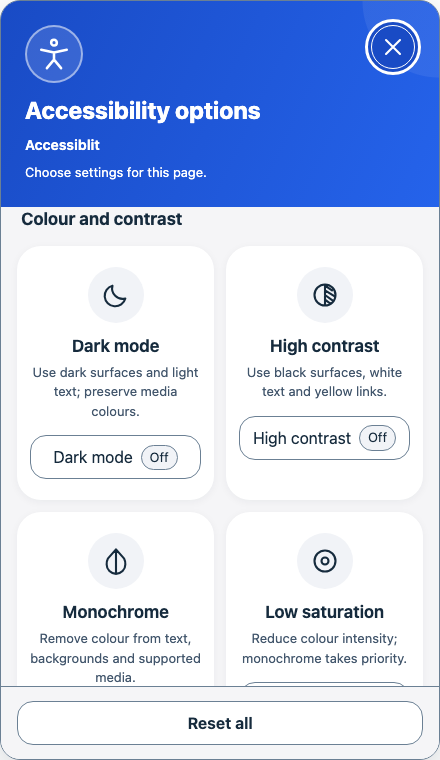 Accessibility options
Accessiblit
Choose settings for this page.
Colour and contrast
Dark mode
Use dark surfaces and light
text; preserve media
colours.
Dark mode Off
High contrast
Use black surfaces, white
text and yellow links.
High contrast Off
Monochrome
Remove colour from text,
backgrounds and supported
media.
Low saturation
Reduce colour intensity;
monochrome takes priority.
Reset all